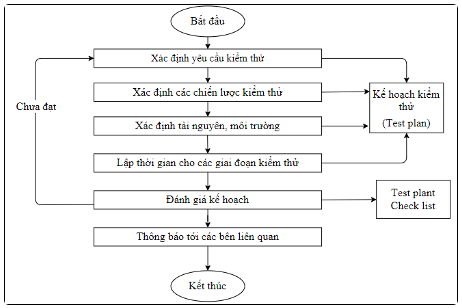 Bắt đầu
Xác định yêu cầu kiểm thử
Xác định các chiến lược kiểm thử
Kế hoạch kiểm
thử
(Test plan)
Chưa đạt
Xác định tài nguyên, môi trường
Lập thời gian cho các giai đoạn kiểm thử
Đánh giá kế hoạch
Test plant
Check list
Thông báo tới các bên liên quan
Kết thúc